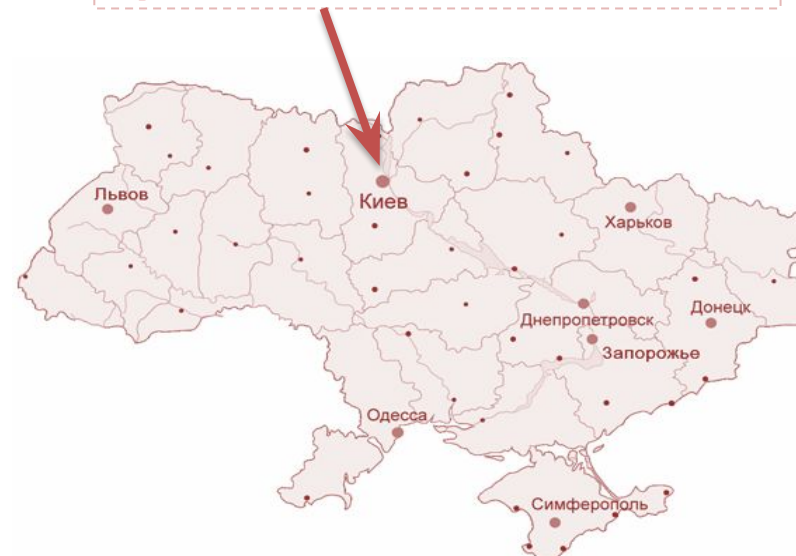 Львов
Киев
Харьков
Днепропетровск
Донецк
Запорожье
Одесса
Симферополь